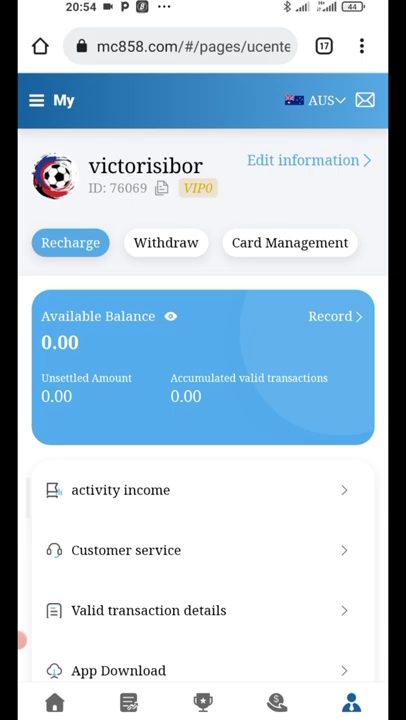 20:54
44
mc858.com/#/pages/ucente
17
My
AUS
victorisibor
Edit information
ID: 76069
VIP0
Recharge
Withdraw
Card Management
Available Balance
Record
0.00
Unsettled Amount
Accumulated valid transactions
0.00
0.00
activity income
Customer service
Valid transaction details
App Download